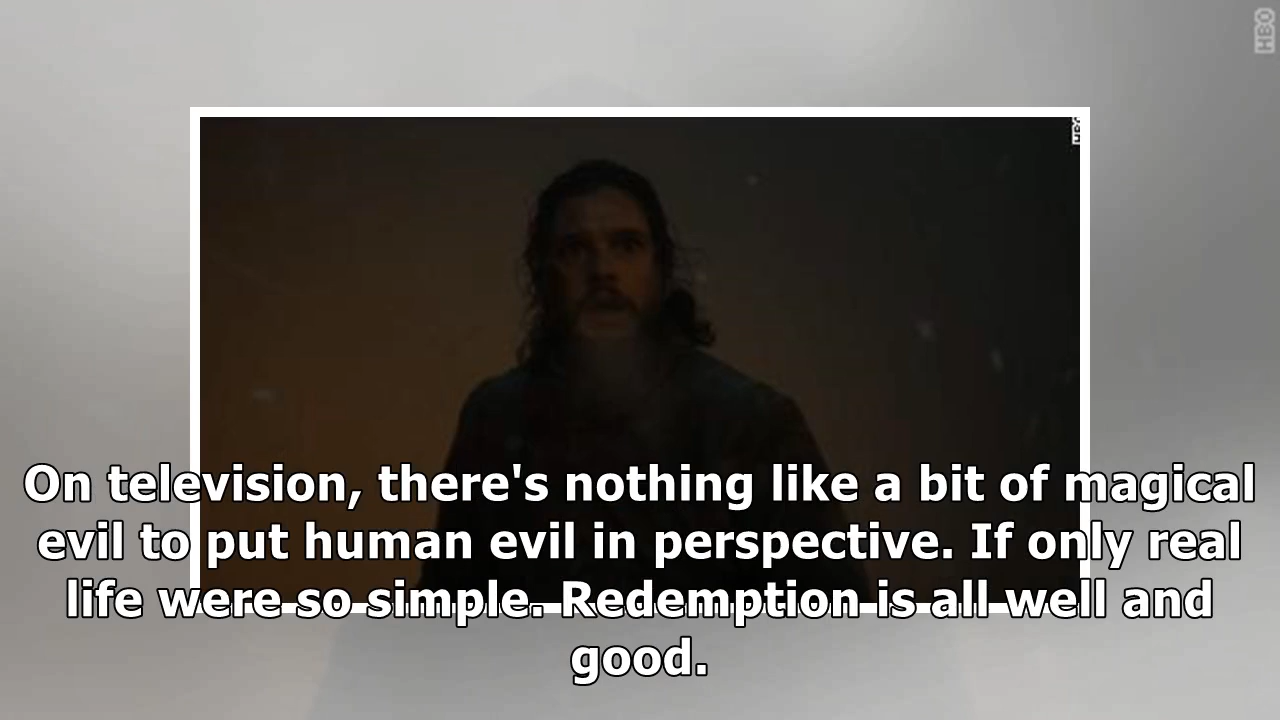 HBO
HBO
On television, there's nothing like a bit of magical
evil to put human evil in perspective. If only real
life were so simple. Redemption is all well and
good.